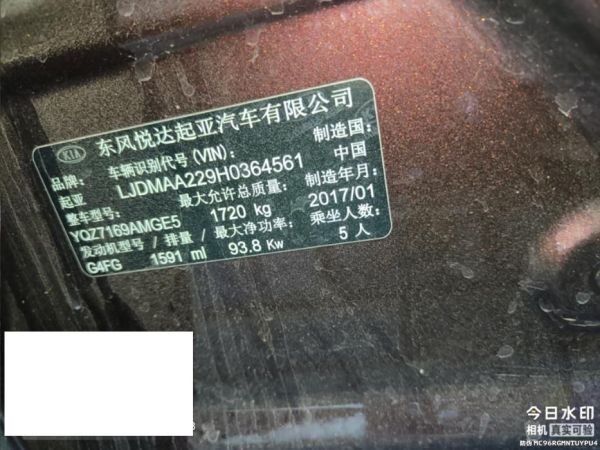 KIA 东风悦达起亚汽车有限公司
品牌: 车辆识别代号(VIN): 制造国:
起亚 LJDMAA229H0364561 中国
整车型号: 最大允许总质量: 制造年月:
YQZ7169AMGE5 1720 kg 2017/01
发动机型号/排量/最大净功率: 乘坐人数:
G4FG 1591 ml 93.8 Kw 5 人
今日水印
相机 真实可验
防伪 MC96RGMNTUYPU4